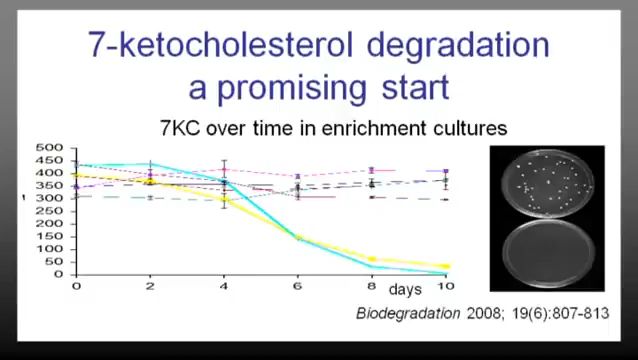 7-ketocholesterol degradation
a promising start
7KC over time in enrichment cultures
500
450
400
350
300
250
200
150
100
50
0
0 2 4 6 8 days 10
Biodegradation 2008; 19(6):807-813